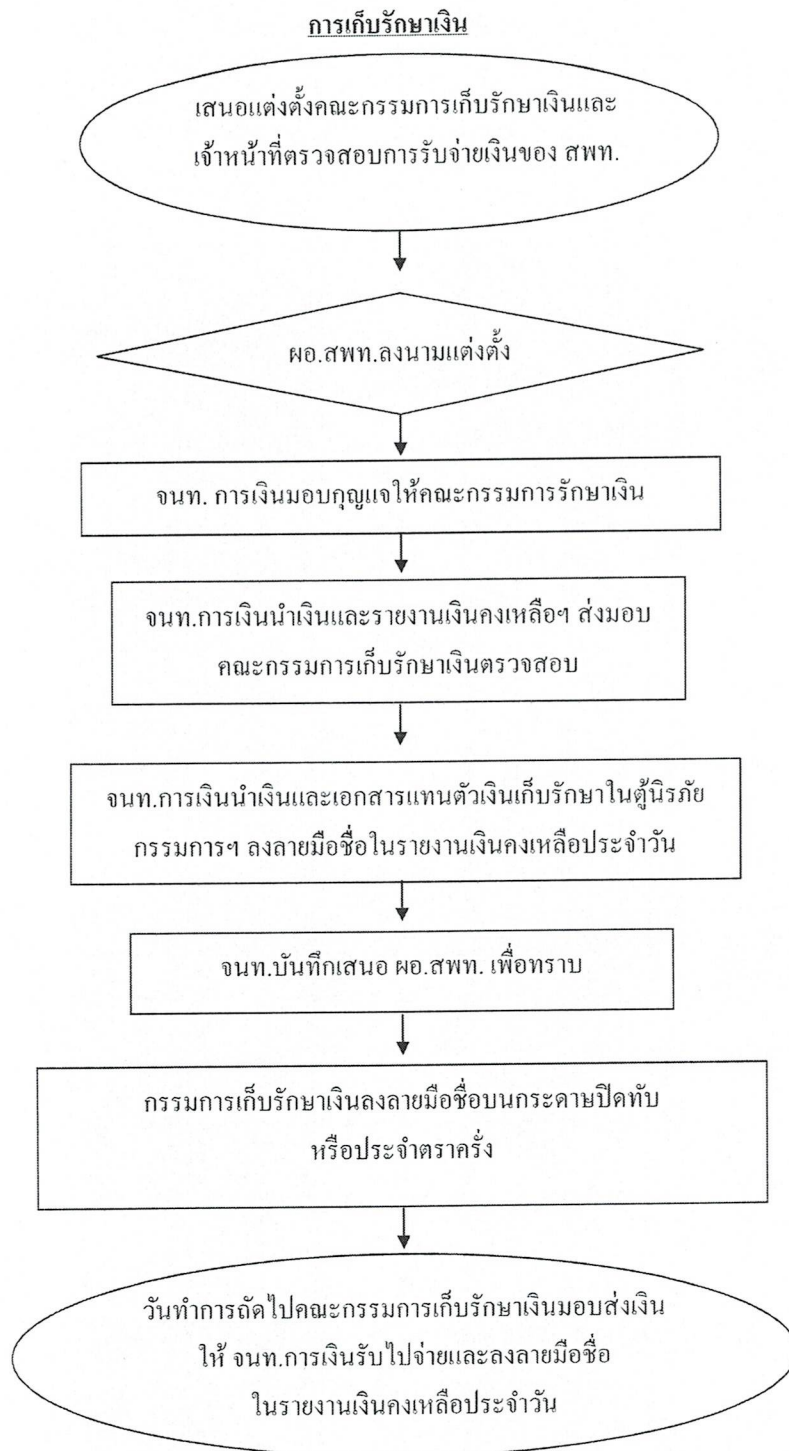 การเก็บรักษาเงิน
เสนอแต่งตั้งคณะกรรมการเก็บรักษาเงินและ
เจ้าหน้าที่ตรวจสอบการรับจ่ายเงินของ สพท.
ผอ.สพท.ลงนามแต่งตั้ง
จนท. การเงินมอบกุญแจให้คณะกรรมการรักษาเงิน
จนท.การเงินนำเงินและรายงานเงินคงเหลือฯ ส่งมอบ
คณะกรรมการเก็บรักษาเงินตรวจสอบ
จนท.การเงินนำเงินและเอกสารแทนตัวเงินเก็บรักษาในตู้นิรภัย
กรรมการฯ ลงลายมือชื่อในรายงานเงินคงเหลือประจำวัน
จนท.บันทึกเสนอ ผอ.สพท. เพื่อทราบ
กรรมการเก็บรักษาเงินลงลายมือชื่อบนกระดาษปิดทับ
หรือประจำตราครั่ง
วันทำการถัดไปคณะกรรมการเก็บรักษาเงินมอบส่งเงิน
ให้ จนท.การเงินรับไปจ่ายและลงลายมือชื่อ
ในรายงานเงินคงเหลือประจำวัน